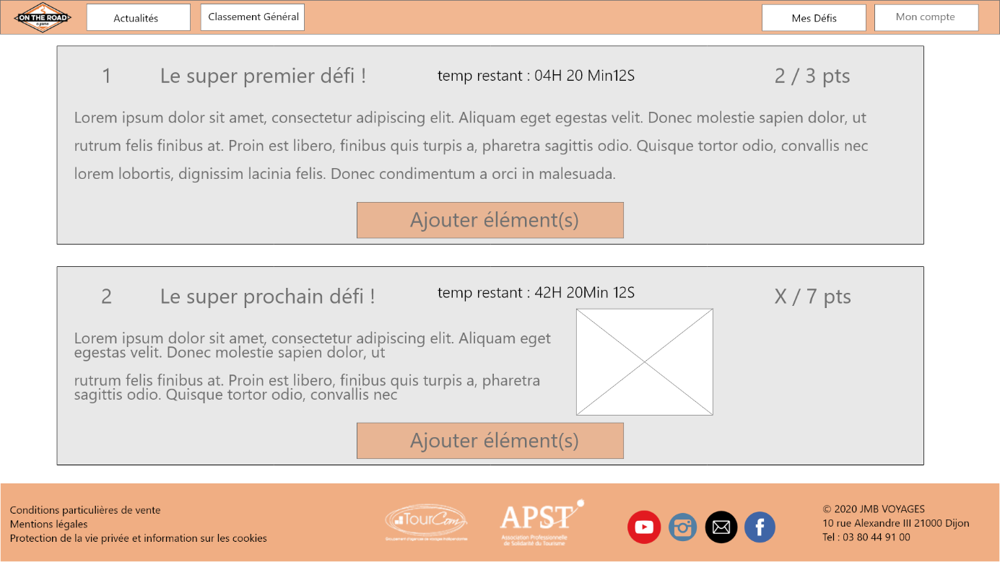 ON THE ROAD
a game
Actualités
Classement Général
Mes Défis
Mon compte
1
Le super premier défi !
temp restant : 04H 20 Min12S
2 / 3 pts
Lorem ipsum dolor sit amet, consectetur adipiscing elit. Aliquam eget egestas velit. Donec molestie sapien dolor, ut
rutrum felis finibus at. Proin est libero, finibus quis turpis a, pharetra sagittis odio. Quisque tortor odio, convallis nec
lorem lobortis, dignissim lacinia felis. Donec condimentum a orci in malesuada.
Ajouter élément(s)
2
Le super prochain défi !
temp restant : 42H 20Min 12S
X / 7 pts
Lorem ipsum dolor sit amet, consectetur adipiscing elit. Aliquam eget
egestas velit. Donec molestie sapien dolor, ut
rutrum felis finibus at. Proin est libero, finibus quis turpis a, pharetra
sagittis odio. Quisque tortor odio, convallis nec
Ajouter élément(s)
Conditions particulières de vente
Mentions légales
Protection de la vie privée et information sur les cookies
TourCom
Groupement d'agences de voyages indépendantes
APST
Association Professionnelle
de Solidarité du Tourisme
f
© 2020 JMB VOYAGES
10 rue Alexandre III 21000 Dijon
Tel : 03 80 44 91 00